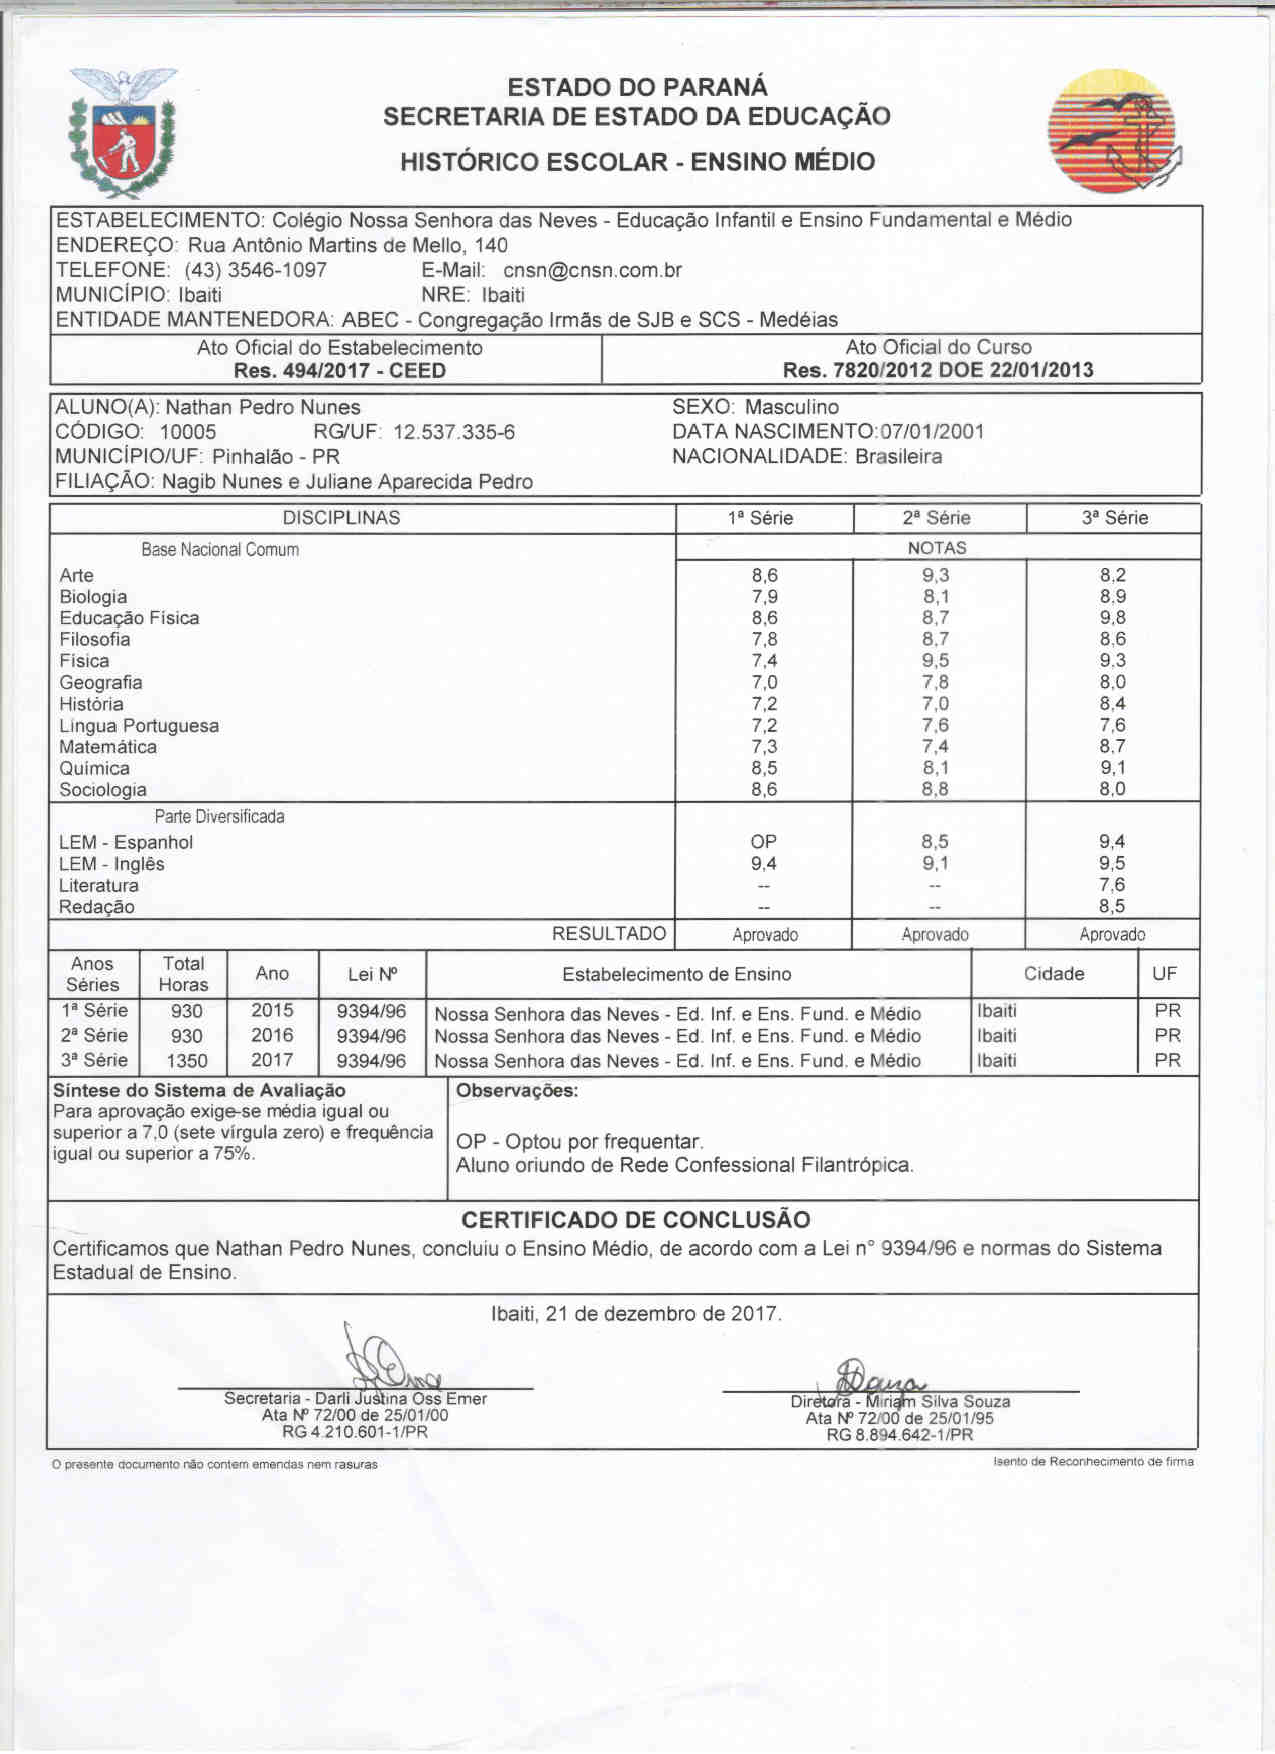 ESTADO DO PARANÁ
SECRETARIA DE ESTADO DA EDUCAÇÃO
HISTÓRICO ESCOLAR - ENSINO MÉDIO
ESTABELECIMENTO: Colégio Nossa Senhora das Neves - Educação Infantil e Ensino Fundamental e Médio
ENDEREÇO: Rua Antônio Martins de Mello, 140
TELEFONE: (43) 3546-1097 E-Mail: cnsn@cnsn.com.br
MUNICÍPIO: Ibaiti NRE: Ibaiti
ENTIDADE MANTENEDORA: ABEC - Congregação Irmãs de SJB e SCS - Medéias
Ato Oficial do Estabelecimento Ato Oficial do Curso
Res. 494/2017 - CEED Res. 7820/2012 DOE 22/01/2013
ALUNO(A): Nathan Pedro Nunes SEXO: Masculino
CÓDIGO: 10005 RG/UF: 12.537.335-6 DATA NASCIMENTO:07/01/2001
MUNICÍPIO/UF: Pinhalão - PR NACIONALIDADE: Brasileira
FILIAÇÃO: Nagib Nunes e Juliane Aparecida Pedro
DISCIPLINAS 1ª Série 2ª Série 3ª Série
Base Nacional Comum NOTAS
Arte 8,6 9,3 8,2
Biologia 7,9 8,1 8,9
Educação Física 8,6 8,7 9,8
Filosofia 7,8 8,7 8,6
Física 7,4 9,5 9,3
Geografia 7,0 7,8 8,0
História 7,2 7,0 8,4
Língua Portuguesa 7,2 7,6 7,6
Matemática 7,3 7,4 8,7
Química 8,5 8,1 9,1
Sociologia 8,6 8,8 8,0
Parte Diversificada
LEM - Espanhol OP 8,5 9,4
LEM - Inglês 9,4 9,1 9,5
Literatura -- -- 7,6
Redação -- -- 8,5
RESULTADO Aprovado Aprovado Aprovado
Anos Séries Total Horas Ano Lei Nº Estabelecimento de Ensino Cidade UF
1ª Série 930 2015 9394/96 Nossa Senhora das Neves - Ed. Inf. e Ens. Fund. e Médio Ibaiti PR
2ª Série 930 2016 9394/96 Nossa Senhora das Neves - Ed. Inf. e Ens. Fund. e Médio Ibaiti PR
3ª Série 1350 2017 9394/96 Nossa Senhora das Neves - Ed. Inf. e Ens. Fund. e Médio Ibaiti PR
Síntese do Sistema de Avaliação
Para aprovação exige-se média igual ou
superior a 7,0 (sete vírgula zero) e frequência
igual ou superior a 75%.
Observações:
OP - Optou por frequentar.
Aluno oriundo de Rede Confessional Filantrópica.
CERTIFICADO DE CONCLUSÃO
Certificamos que Nathan Pedro Nunes, concluiu o Ensino Médio, de acordo com a Lei n° 9394/96 e normas do Sistema
Estadual de Ensino.
Ibaiti, 21 de dezembro de 2017.
Secretaria - Darli Justina Oss Emer
Ata Nº 72/00 de 25/01/00
RG 4.210.601-1/PR
Diretora - Miriam Silva Souza
Ata Nº 72/00 de 25/01/95
RG 8.894.642-1/PR
O presente documento não contem emendas nem rasuras
Isento de Reconhecimento de firma